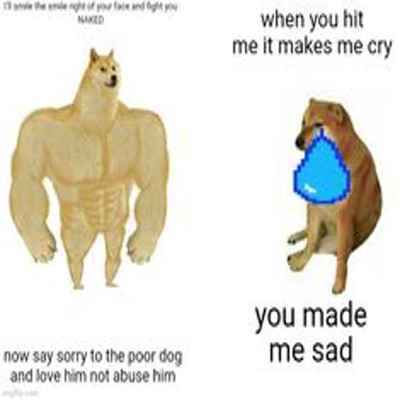 I'll smile the smile right of your face and fight you
NAKED
now say sorry to the poor dog
and love him not abuse him
when you hit
me it makes me cry
you made
me sad
imgflip.com